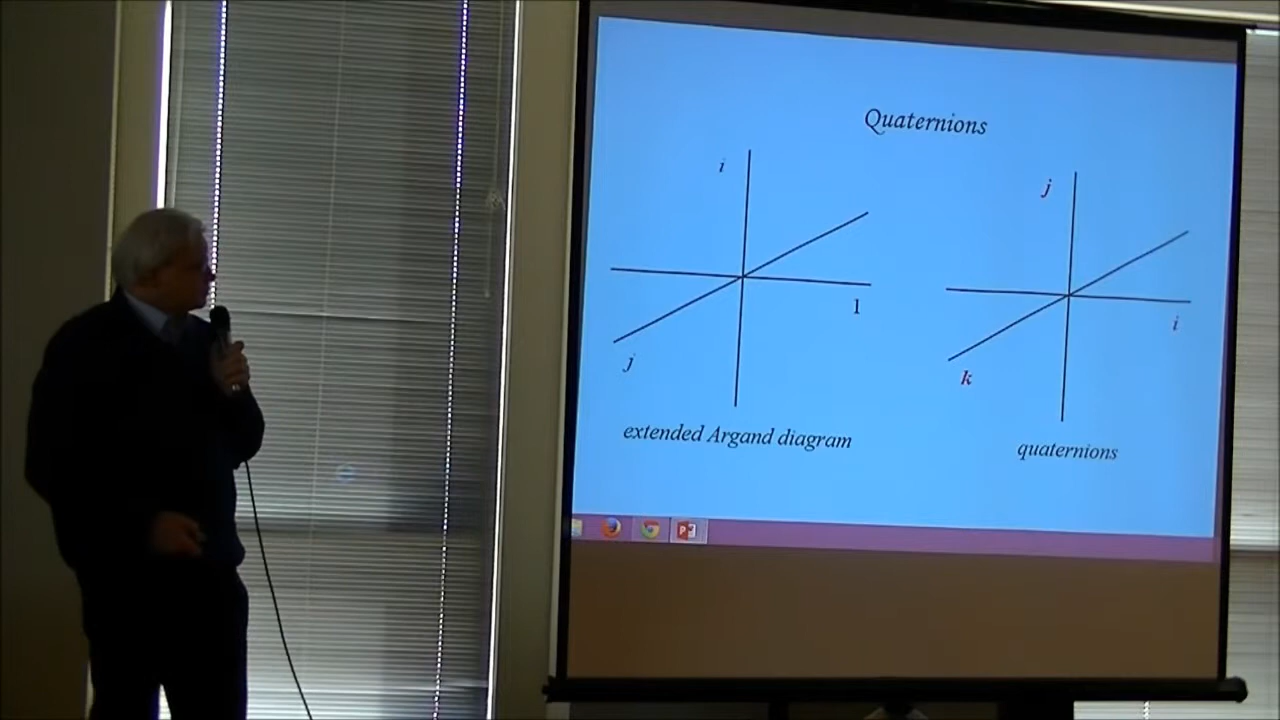 Quaternions
i
1
j
extended Argand diagram
j
i
k
quaternions